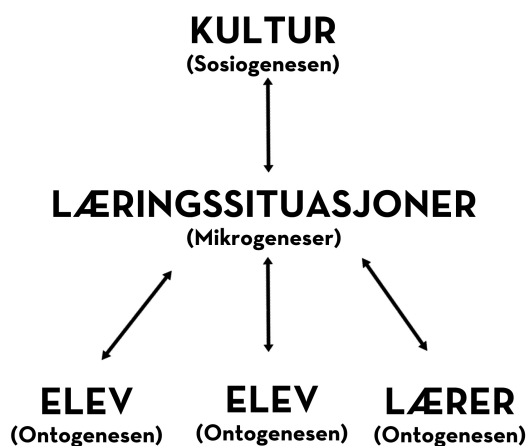 KULTUR
(Sosiogenesen)
LÆRINGSSITUASJONER
(Mikrogeneser)
ELEV
(Ontogenesen)
ELEV
(Ontogenesen)
LÆRER
(Ontogenesen)